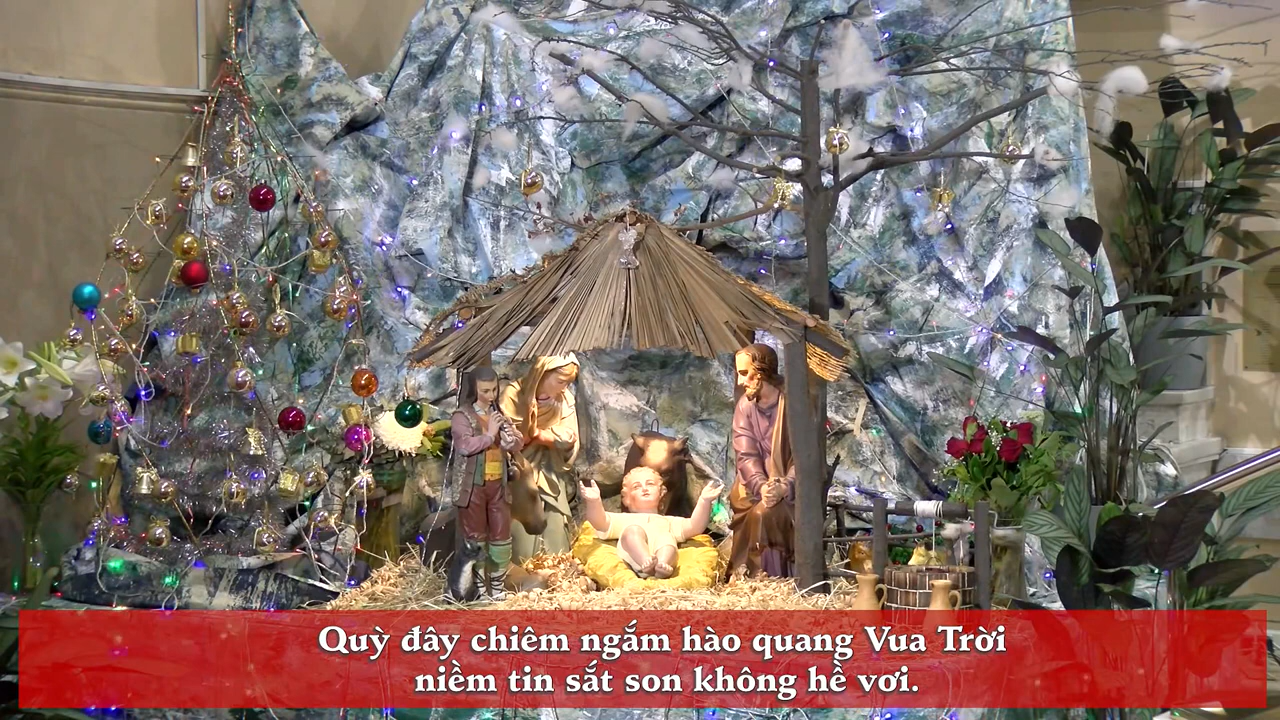 Quỳ đây chiêm ngắm hào quang Vua Trời
niềm tin sắt son không hề vơi.